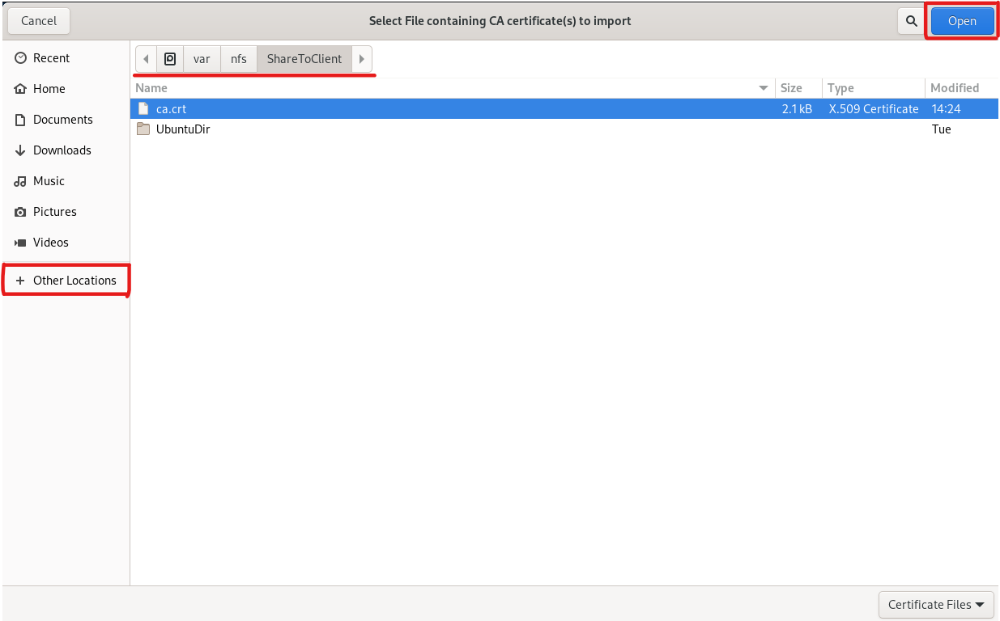 Cancel
Select File containing CA certificate(s) to import
Open
Recent
Home
Documents
Downloads
Music
Pictures
Videos
Other Locations
var nfs ShareToClient
Name Size Type Modified
ca.crt 2.1 kB X.509 Certificate 14:24
UbuntuDir Tue
Certificate Files